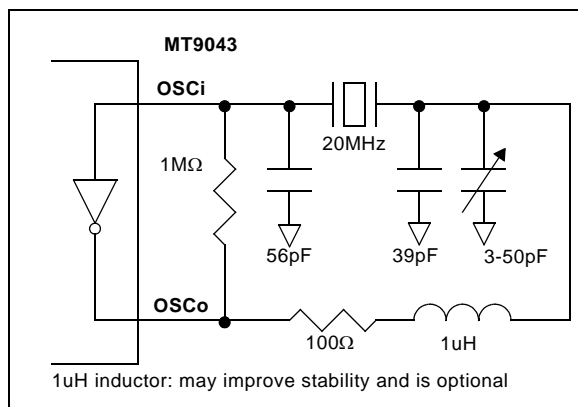 MT9043
OSCi
20MHz
1MΩ
56pF
39pF
3-50pF
OSCo
100Ω
1uH
1uH inductor: may improve stability and is optional